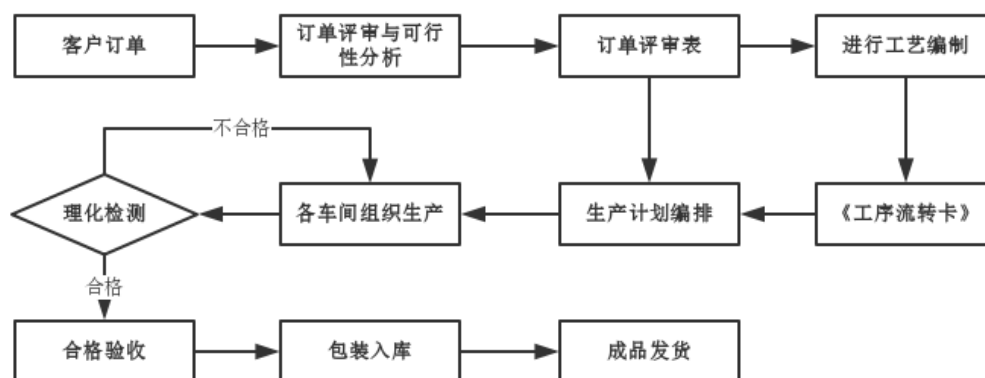 客户订单
订单评审与可行
性分析
订单评审表
进行工艺编制
不合格
理化检测
各车间组织生产
生产计划编排
《工序流转卡》
合格
合格验收
包装入库
成品发货